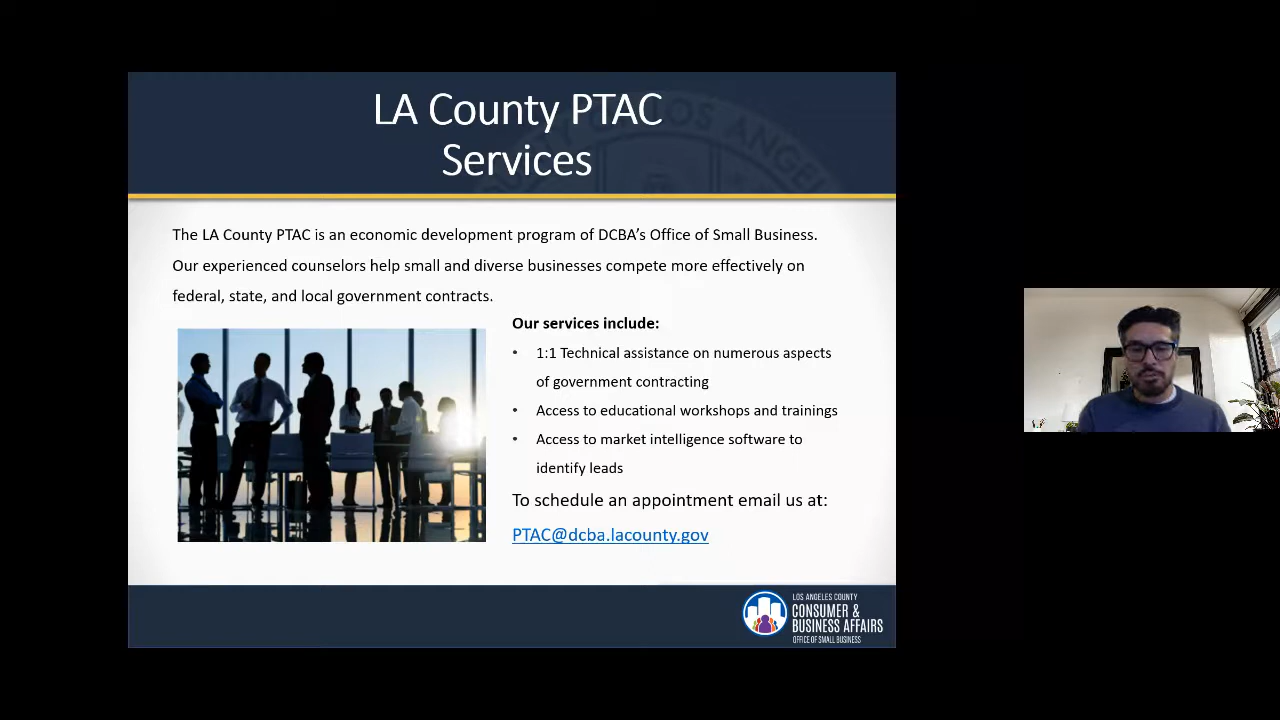 LA County PTAC
Services
The LA County PTAC is an economic development program of DCBA's Office of Small Business.
Our experienced counselors help small and diverse businesses compete more effectively on
federal, state, and local government contracts.
Our services include:
• 1:1 Technical assistance on numerous aspects
of government contracting
• Access to educational workshops and trainings
• Access to market intelligence software to
identify leads
To schedule an appointment email us at:
PTAC@dcba.lacounty.gov
LOS ANGELES COUNTY
CONSUMER &
BUSINESS AFFAIRS
OFFICE OF SMALL BUSINESS